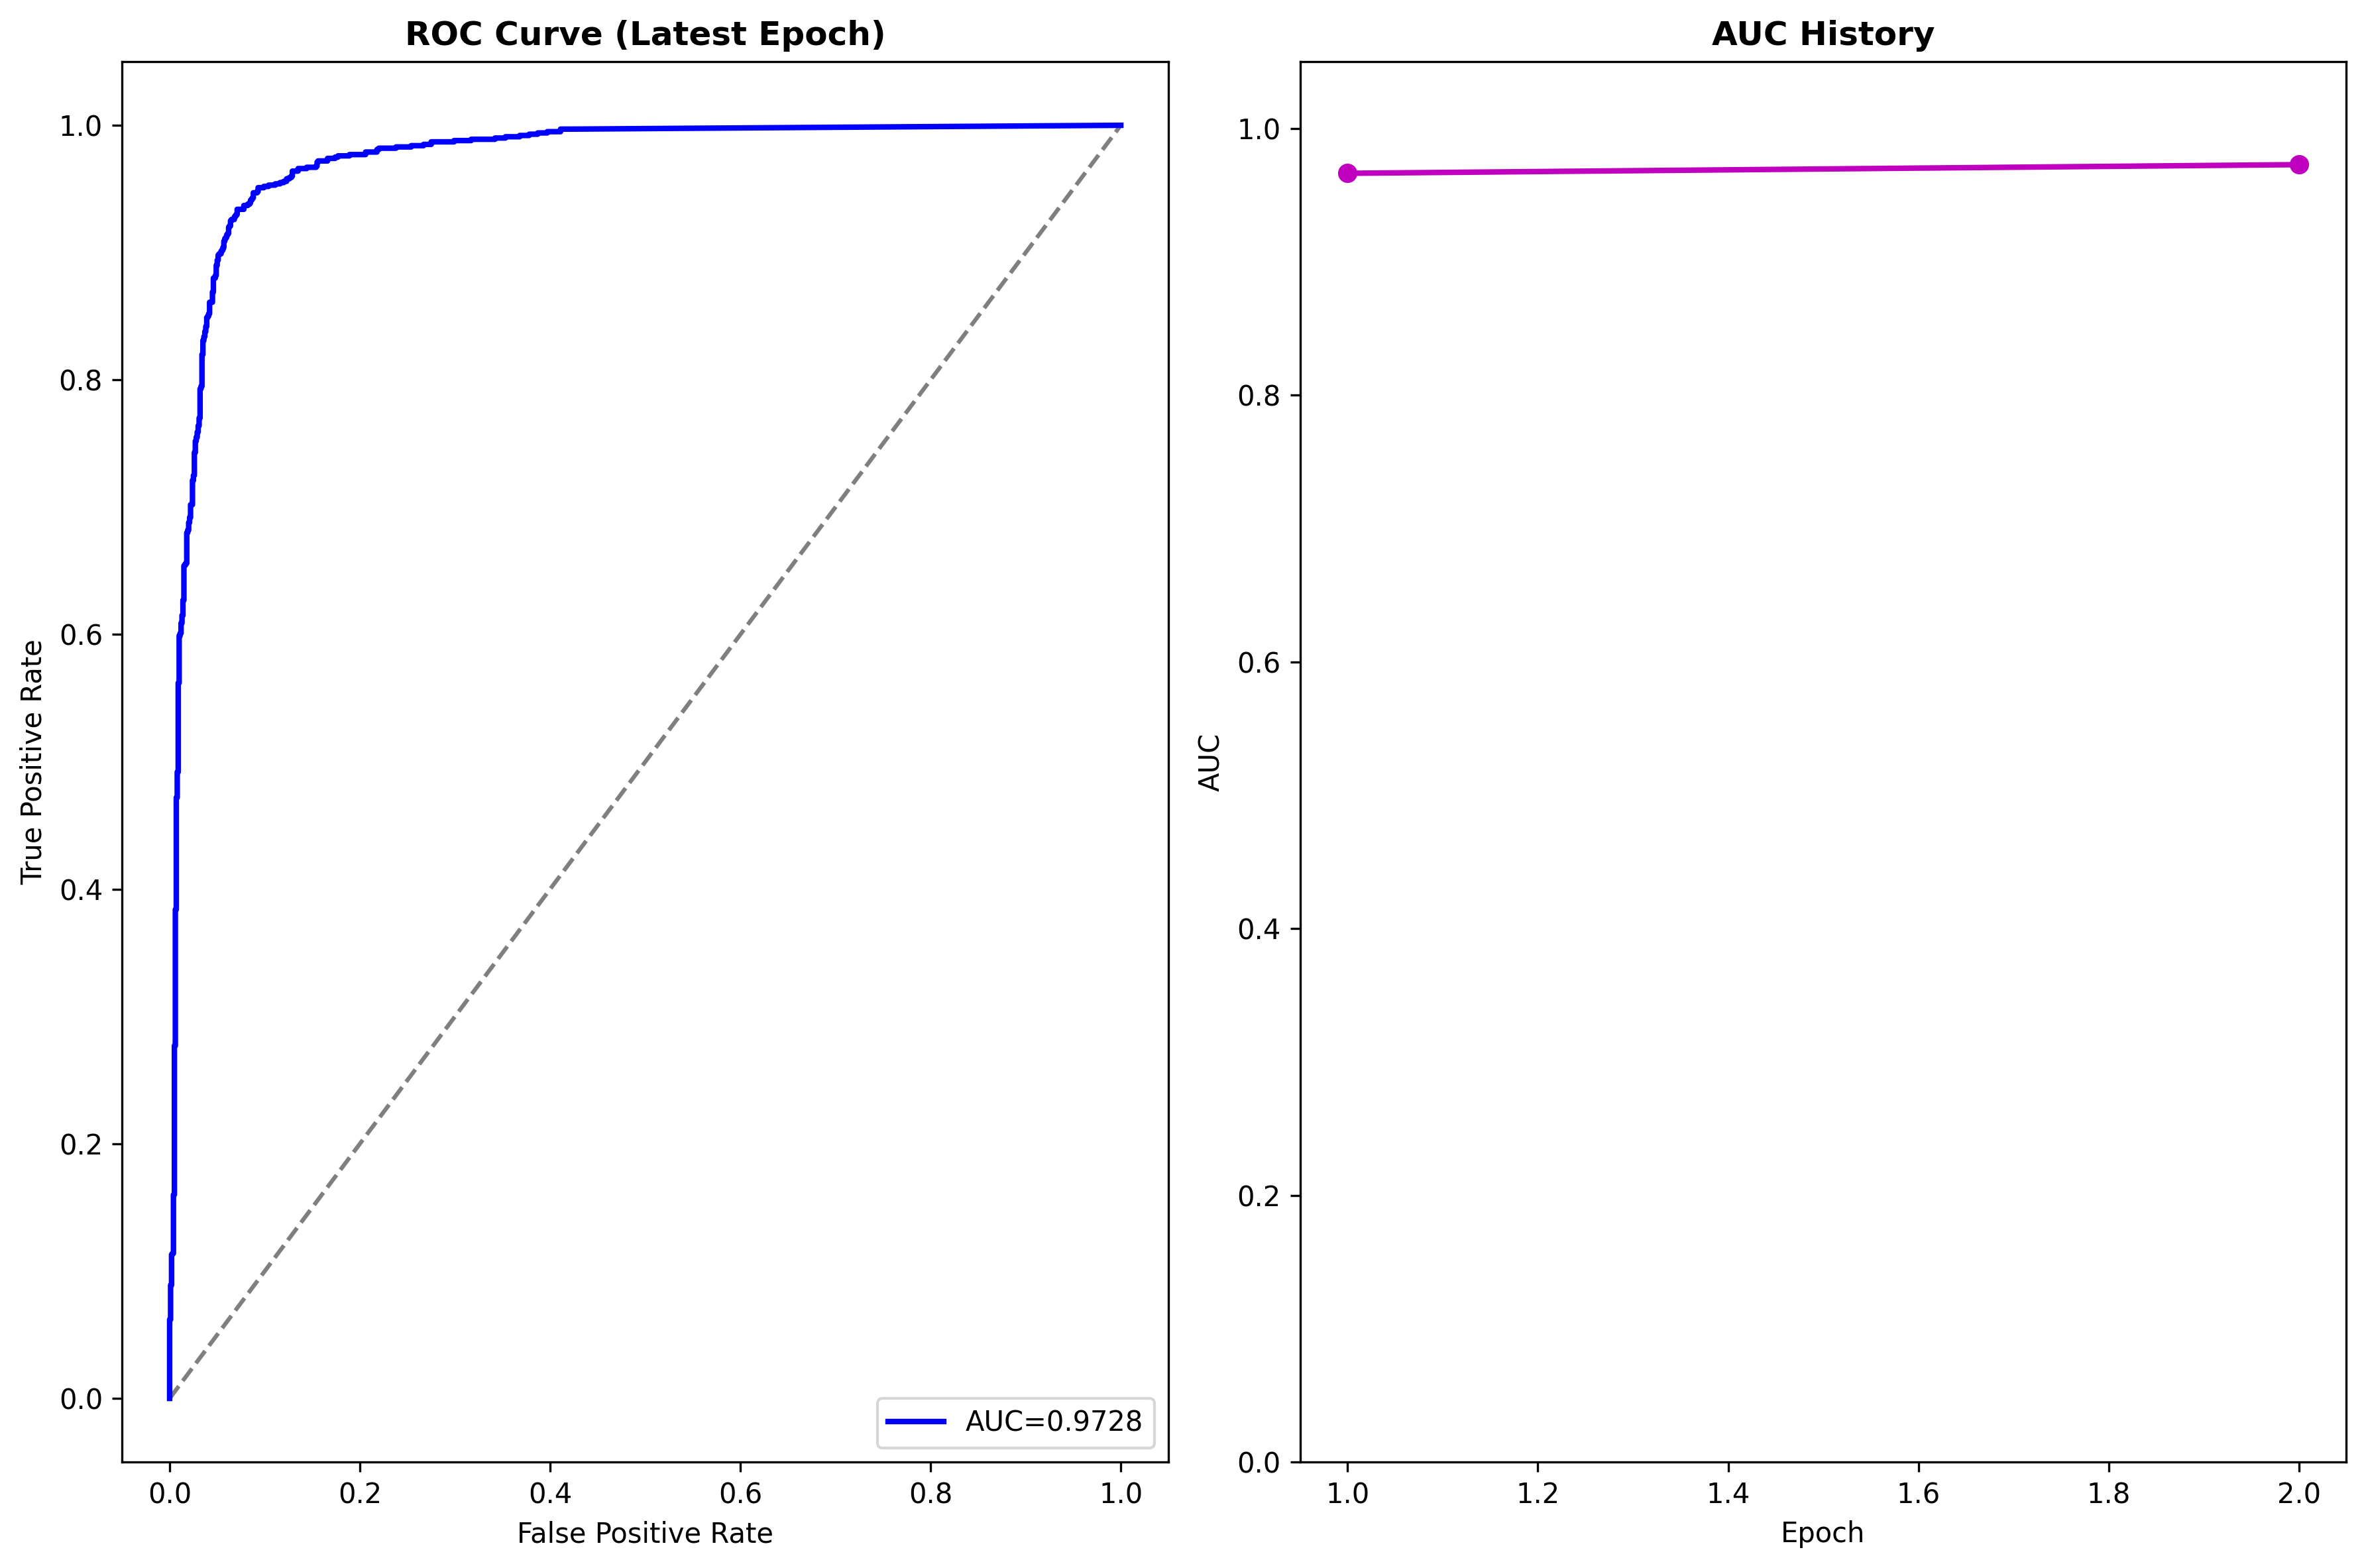 ROC Curve (Latest Epoch)
True Positive Rate
1.0
0.8
0.6
0.4
0.2
0.0
0.0 0.2 0.4 0.6 0.8 1.0
False Positive Rate
AUC=0.9728
AUC History
AUC
1.0
0.8
0.6
0.4
0.2
0.0
1.0 1.2 1.4 1.6 1.8 2.0
Epoch